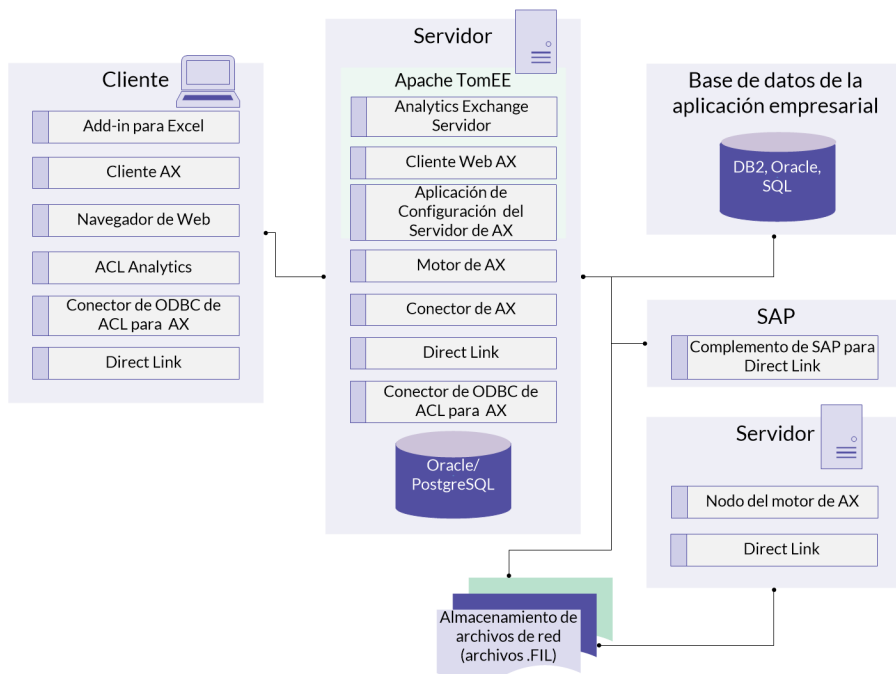 Cliente
Add-in para Excel
Cliente AX
Navegador de Web
ACL Analytics
Conector de ODBC de
ACL para AX
Direct Link
Servidor
Apache TomEE
Analytics Exchange
Servidor
Cliente Web AX
Aplicación de
Configuración del
Servidor de AX
Motor de AX
Conector de AX
Direct Link
Conector de ODBC de
ACL para AX
Oracle/
PostgreSQL
Base de datos de la
aplicación empresarial
DB2, Oracle,
SQL
SAP
Complemento de SAP para
Direct Link
Servidor
Nodo del motor de AX
Direct Link
Almacenamiento de
archivos de red
(archivos .FIL)